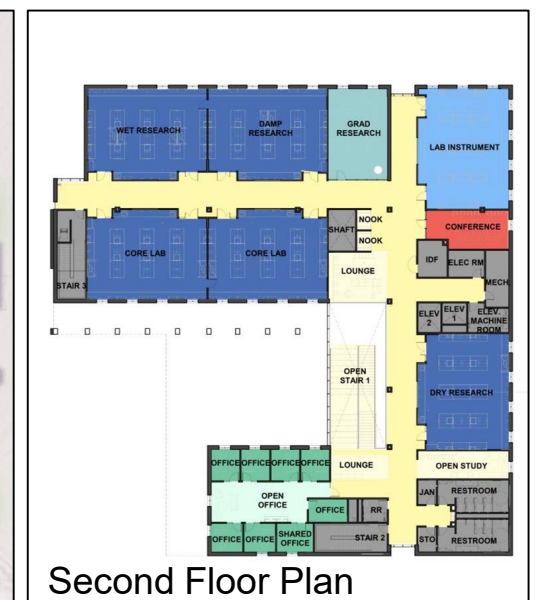 WET RESEARCH
DAMP
RESEARCH
GRAD
RESEARCH
LAB INSTRUMENT
NOOK
SHAFT
NOOK
CONFERENCE
CORE LAB
CORE LAB
LOUNGE
IDF
ELEC RM
MECH
STAIR 3
ELEV
2
ELEV
1
ELEV.
MACHINE
ROOM
OPEN
STAIR 1
DRY RESEARCH
OFFICE
OFFICE
OFFICE
OFFICE
LOUNGE
OPEN STUDY
OPEN
OFFICE
OFFICE
RR
JAN
RESTROOM
OFFICE
OFFICE
SHARED
OFFICE
STAIR 2
STO
RESTROOM
Second Floor Plan